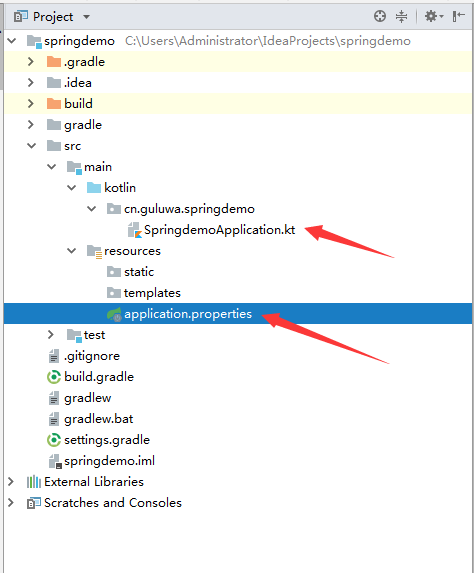 Project
springdemo C:\Users\Administrator\IdeaProjects\springdemo
.gradle
.idea
build
gradle
src
main
kotlin
cn.guluwa.springdemo
SpringdemoApplication.kt
resources
static
templates
application.properties
test
.gitignore
build.gradle
gradlew
gradlew.bat
settings.gradle
springdemo.iml
External Libraries
Scratches and Consoles